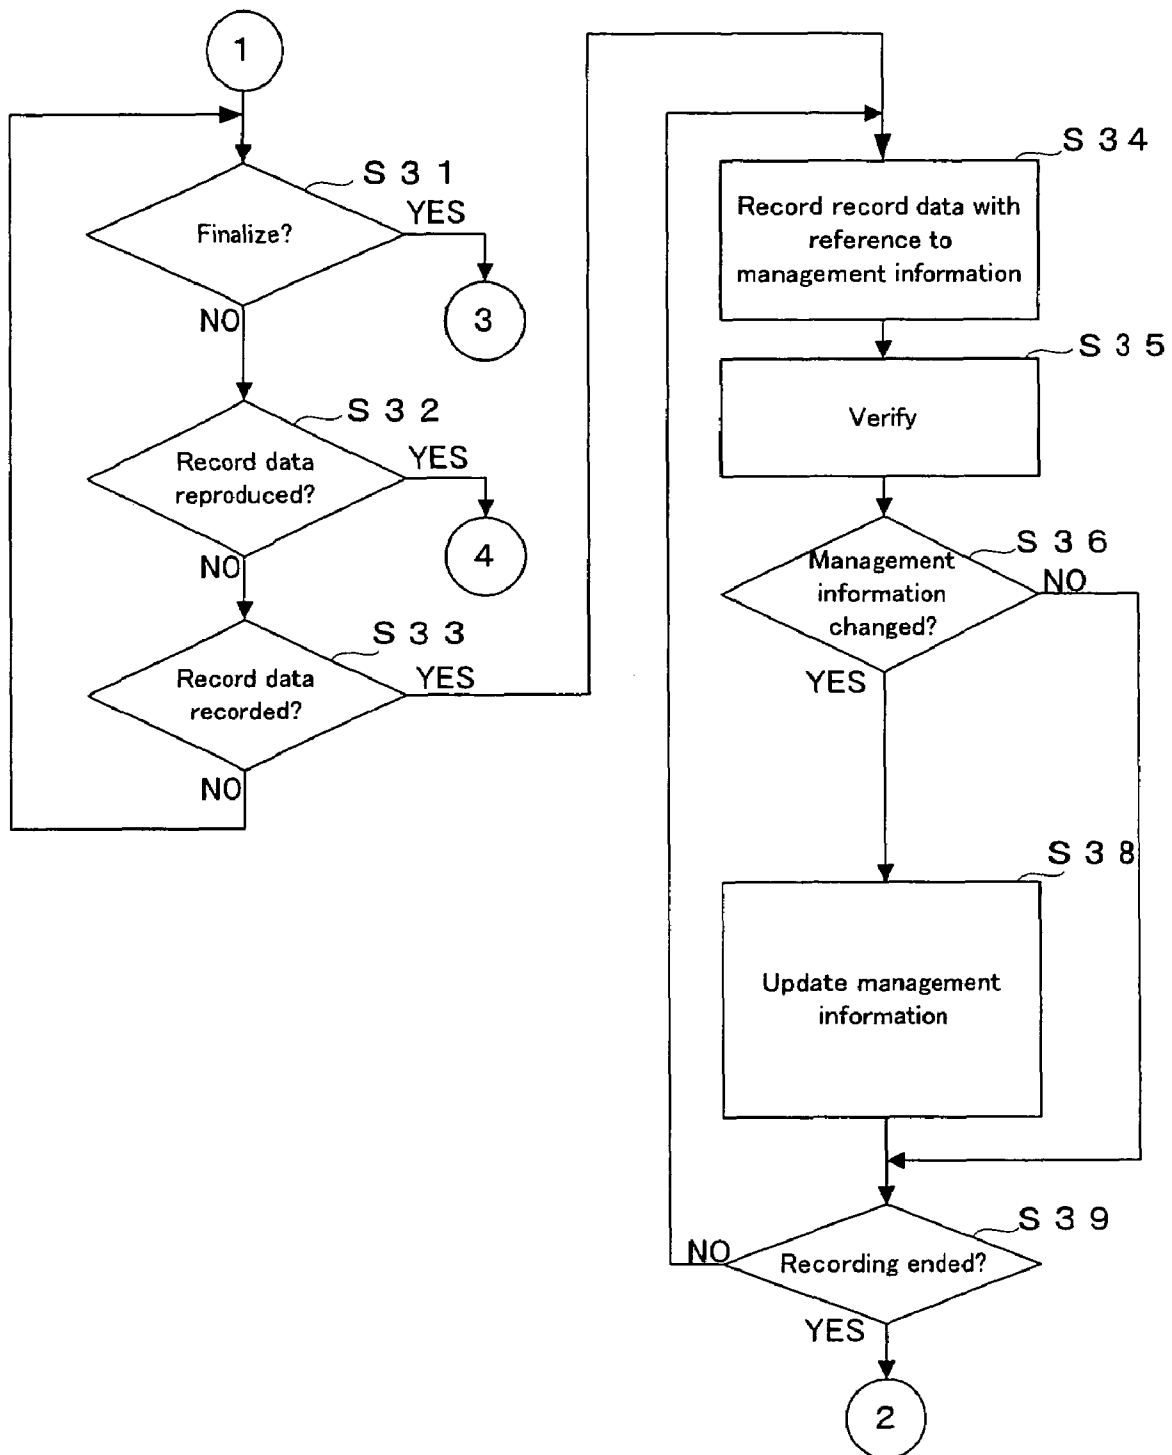 1
S 3 1
Finalize?
YES
NO
3
S 3 2
Record data
reproduced?
YES
NO
4
S 3 3
Record data
recorded?
YES
NO
S 3 4
Record record data with
reference to
management information
S 3 5
Verify
S 3 6
Management
information
changed?
NO
YES
S 3 8
Update management
information
S 3 9
Recording ended?
NO
YES
2